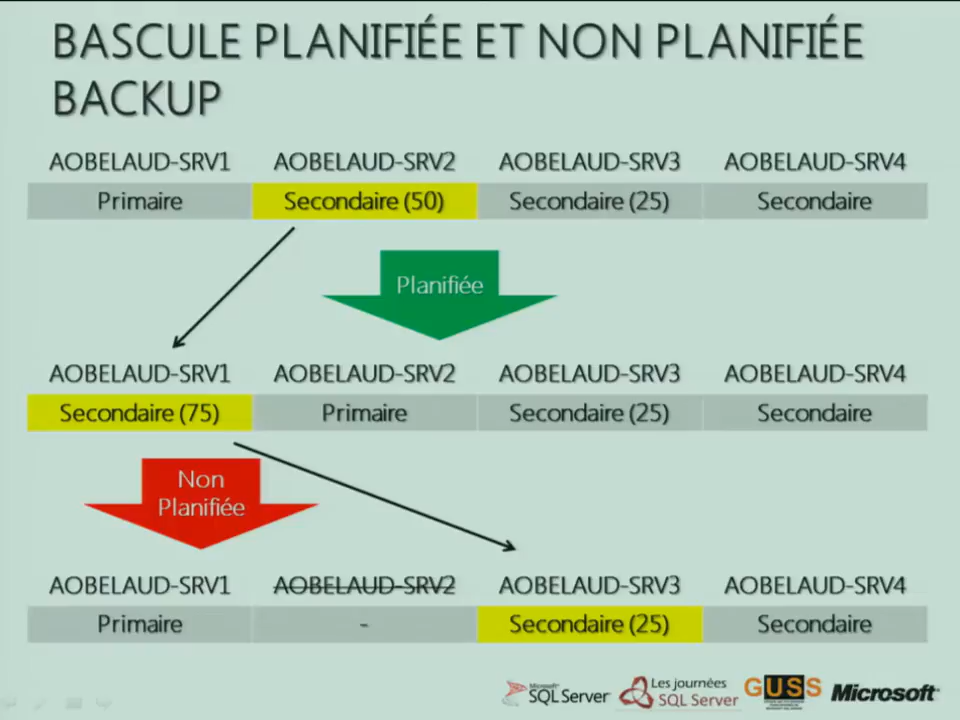 BASCULE PLANIFIÉE ET NON PLANIFIÉE
BACKUP
AOBELAUD-SRV1 AOBELAUD-SRV2 AOBELAUD-SRV3 AOBELAUD-SRV4
Primaire Secondaire (50) Secondaire (25) Secondaire
Planifiée
AOBELAUD-SRV1 AOBELAUD-SRV2 AOBELAUD-SRV3 AOBELAUD-SRV4
Secondaire (75) Primaire Secondaire (25) Secondaire
Non
Planifiée
AOBELAUD-SRV1 AOBELAUD-SRV2 AOBELAUD-SRV3 AOBELAUD-SRV4
Primaire - Secondaire (25) Secondaire
Microsoft
SQL Server
Les journées
SQL Server
GUSS
Microsoft